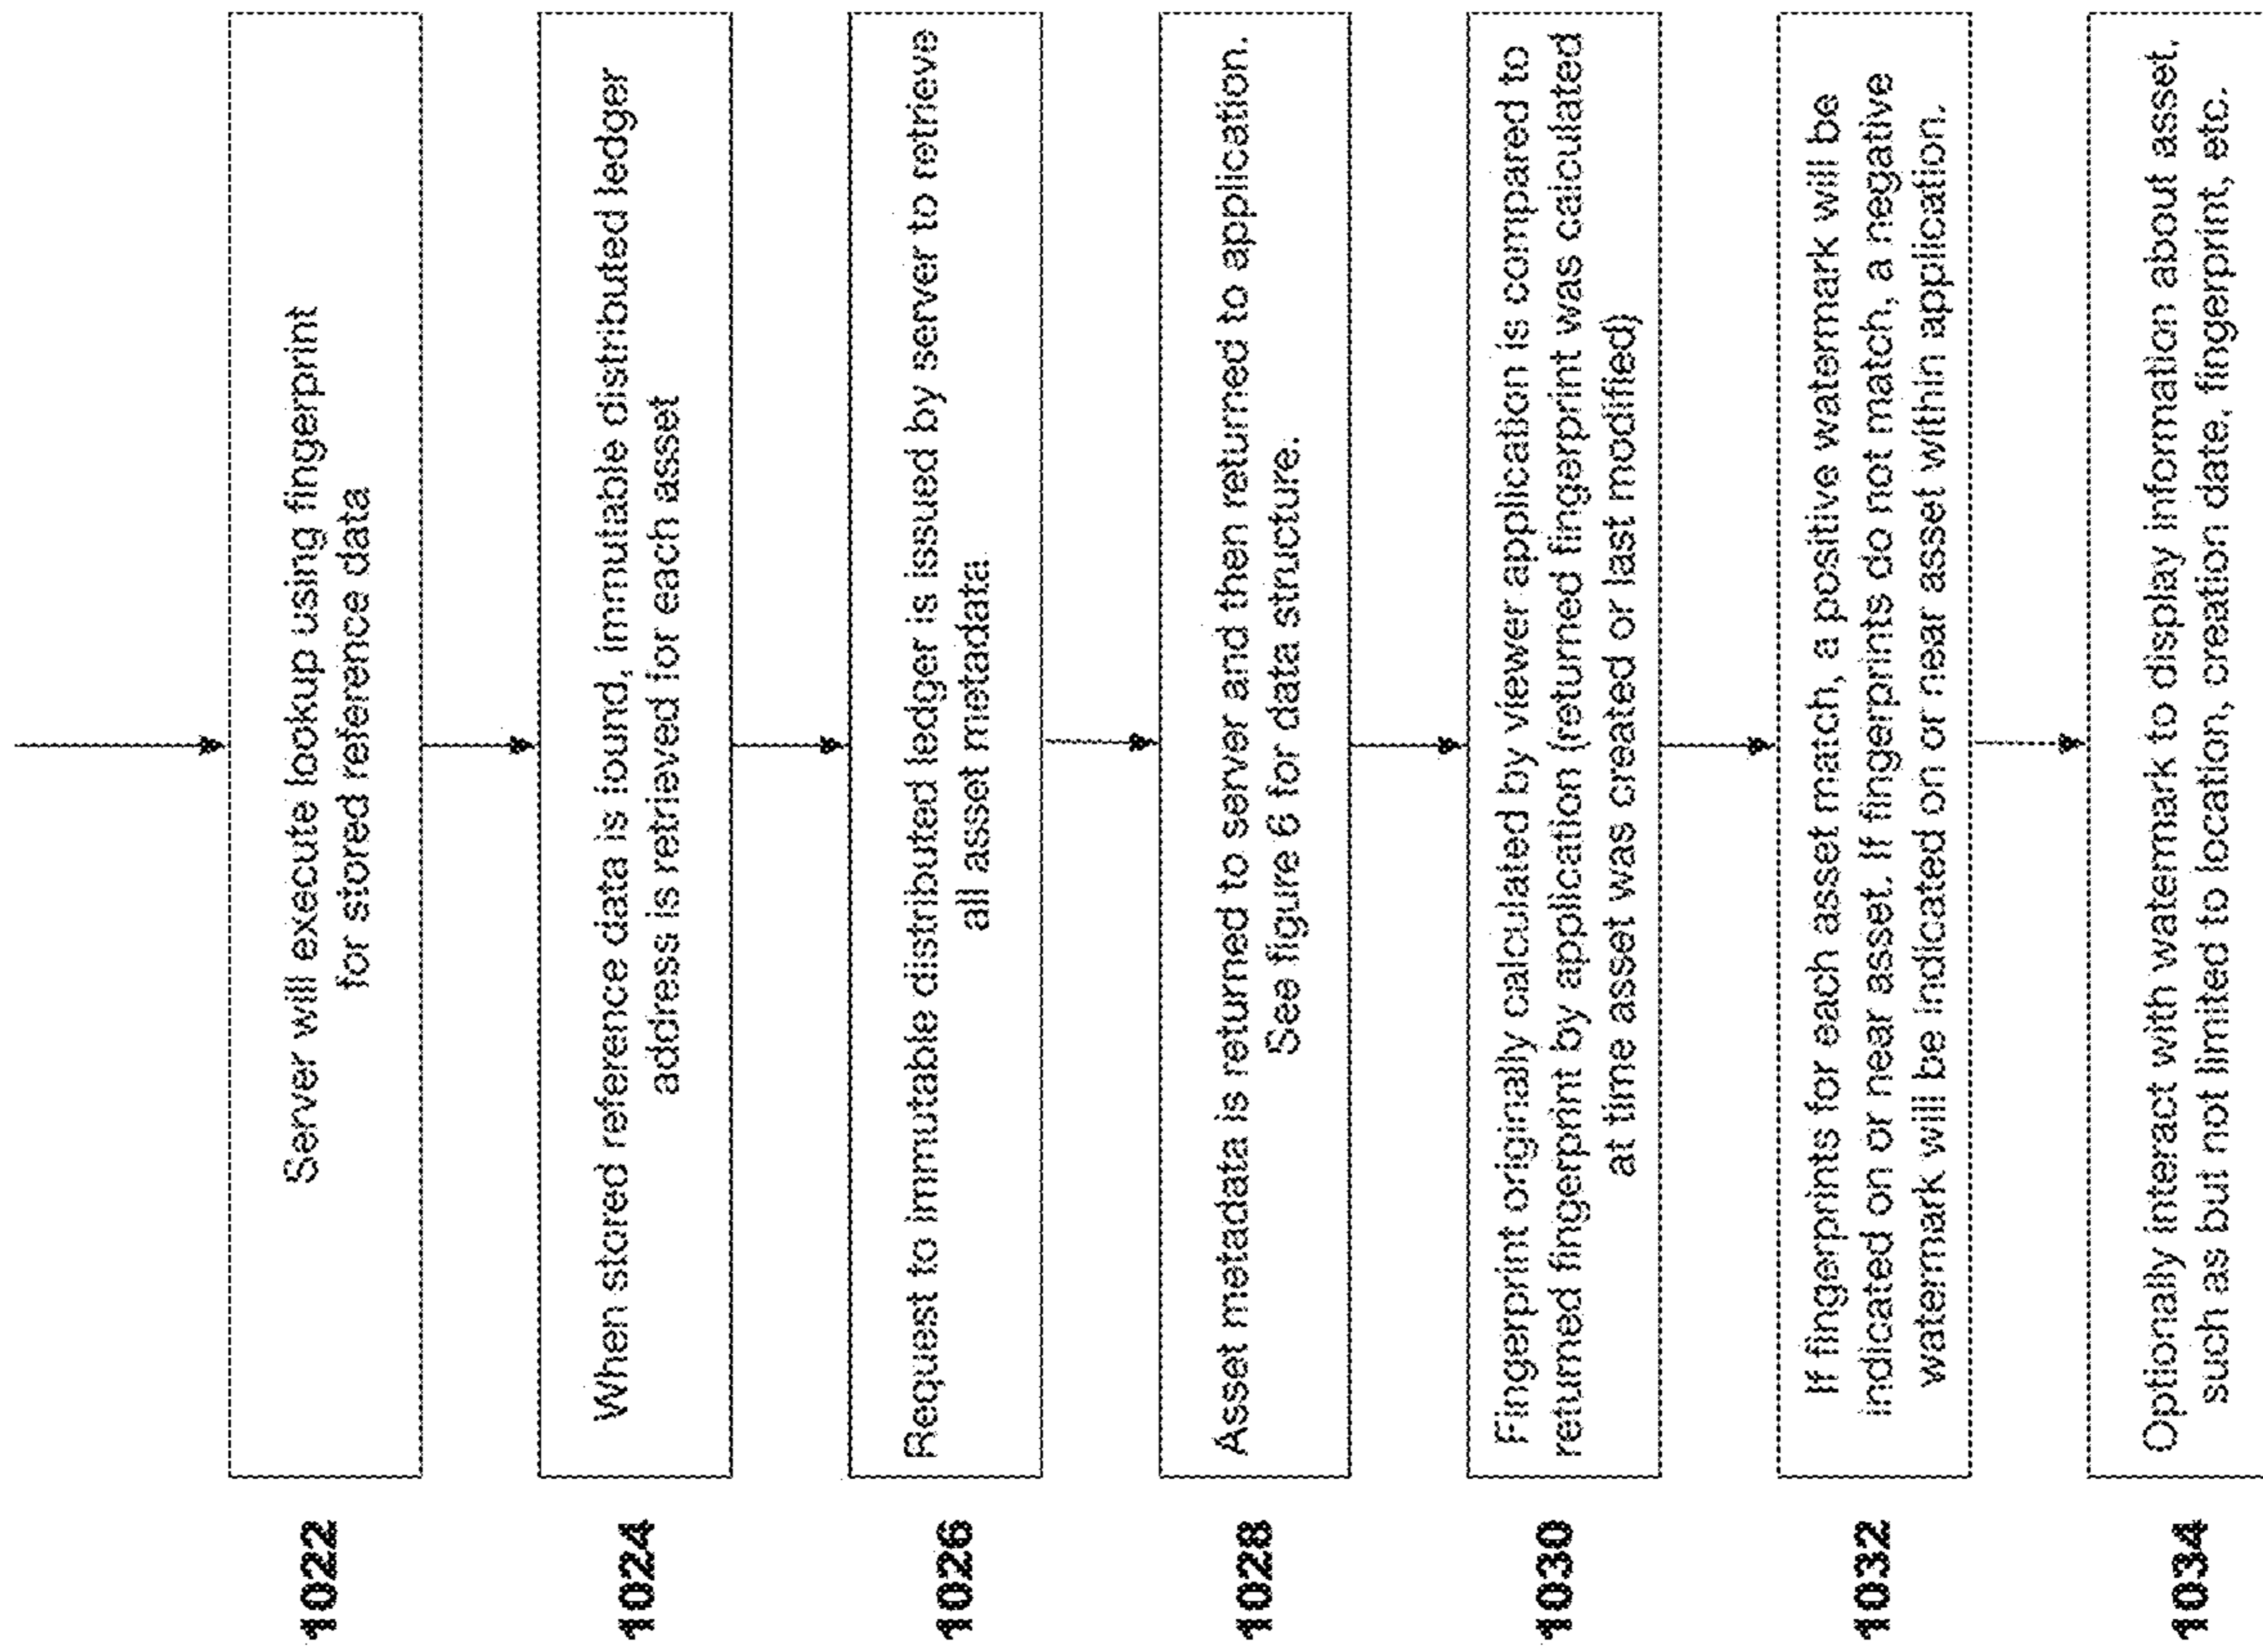 1022
Server will execute lookup using fingerprint
for stored reference data
1024
When stored reference data is found, immutable distributed ledger
address is retrieved for each asset
1026
Request to immutable distributed ledger is issued by server to retrieve
all asset metadata
1028
Asset metadata is returned to server and then returned to application.
See figure 6 for data structure.
1030
Fingerprint originally calculated by viewer application is compared to
returned fingerprint by application (returned fingerprint was calculated
at time asset was created or last modified)
1032
If fingerprints for each asset match, a positive watermark will be
indicated on or near asset. If fingerprints do not match, a negative
watermark will be indicated on or near asset within application.
1034
Optionally interact with watermark to display information about asset,
such as but not limited to location, creation date, fingerprint, etc.